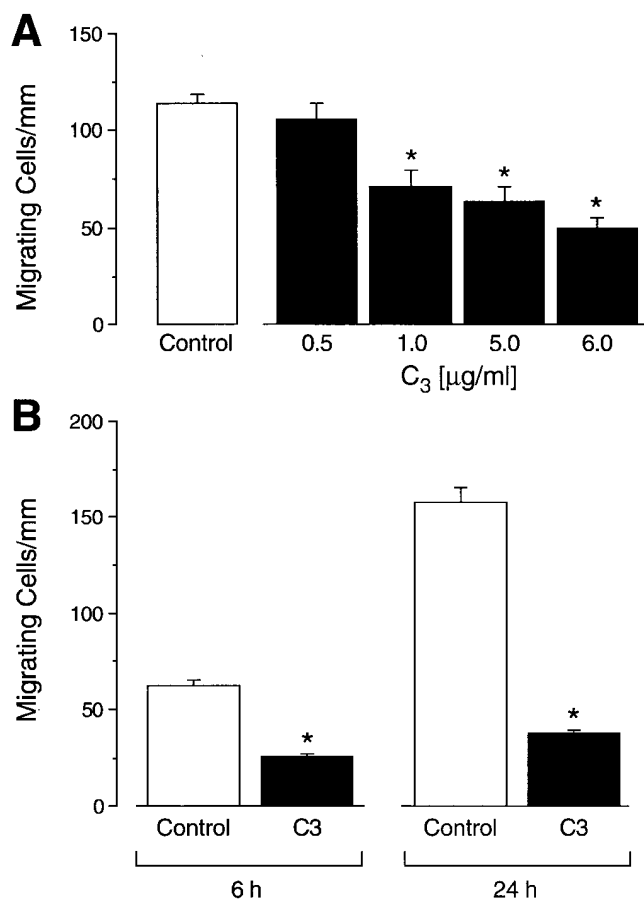 A
Migrating Cells/mm
150
100
50
0
*
*
*
Control
0.5
1.0
5.0
6.0
C₃ [μg/ml]
B
Migrating Cells/mm
200
150
100
50
0
*
*
Control
C3
Control
C3
6 h
24 h